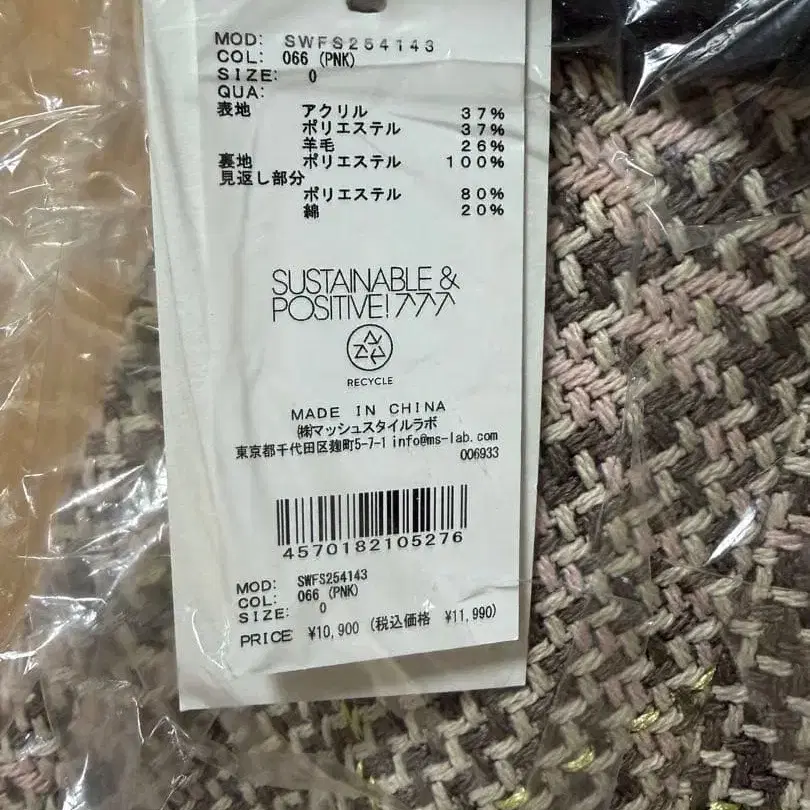 MOD: SWFS254143
COL: 066 (PNK)
SIZE: 0
QUA:
表地 アクリル 37%
ポリエステル 37%
羊毛 26%
裏地 ポリエステル 100%
見返し部分
ポリエステル 80%
綿 20%
SUSTAINABLE &
POSITIVE! 777
RECYCLE
MADE IN CHINA
㈱マッシュスタイルラボ
東京都千代田区麹町5-7-1 info@ms-lab.com
006933
4570182105276
MOD: SWFS254143
COL: 066 (PNK)
SIZE: 0
PRICE ¥10,900 (税込価格 ¥11,990)